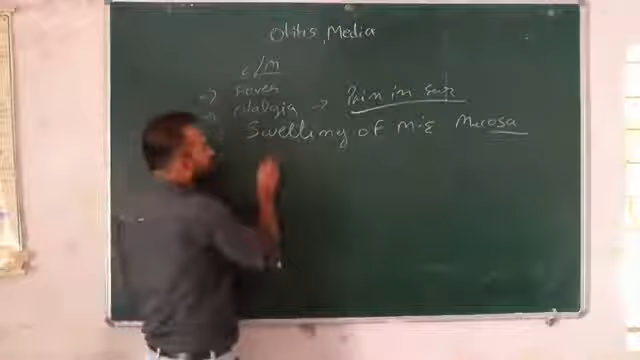 Otitis, Media
c/m
→ Fever
→ otalgia → Pain in Ear
Swelling of M·E Mucosa